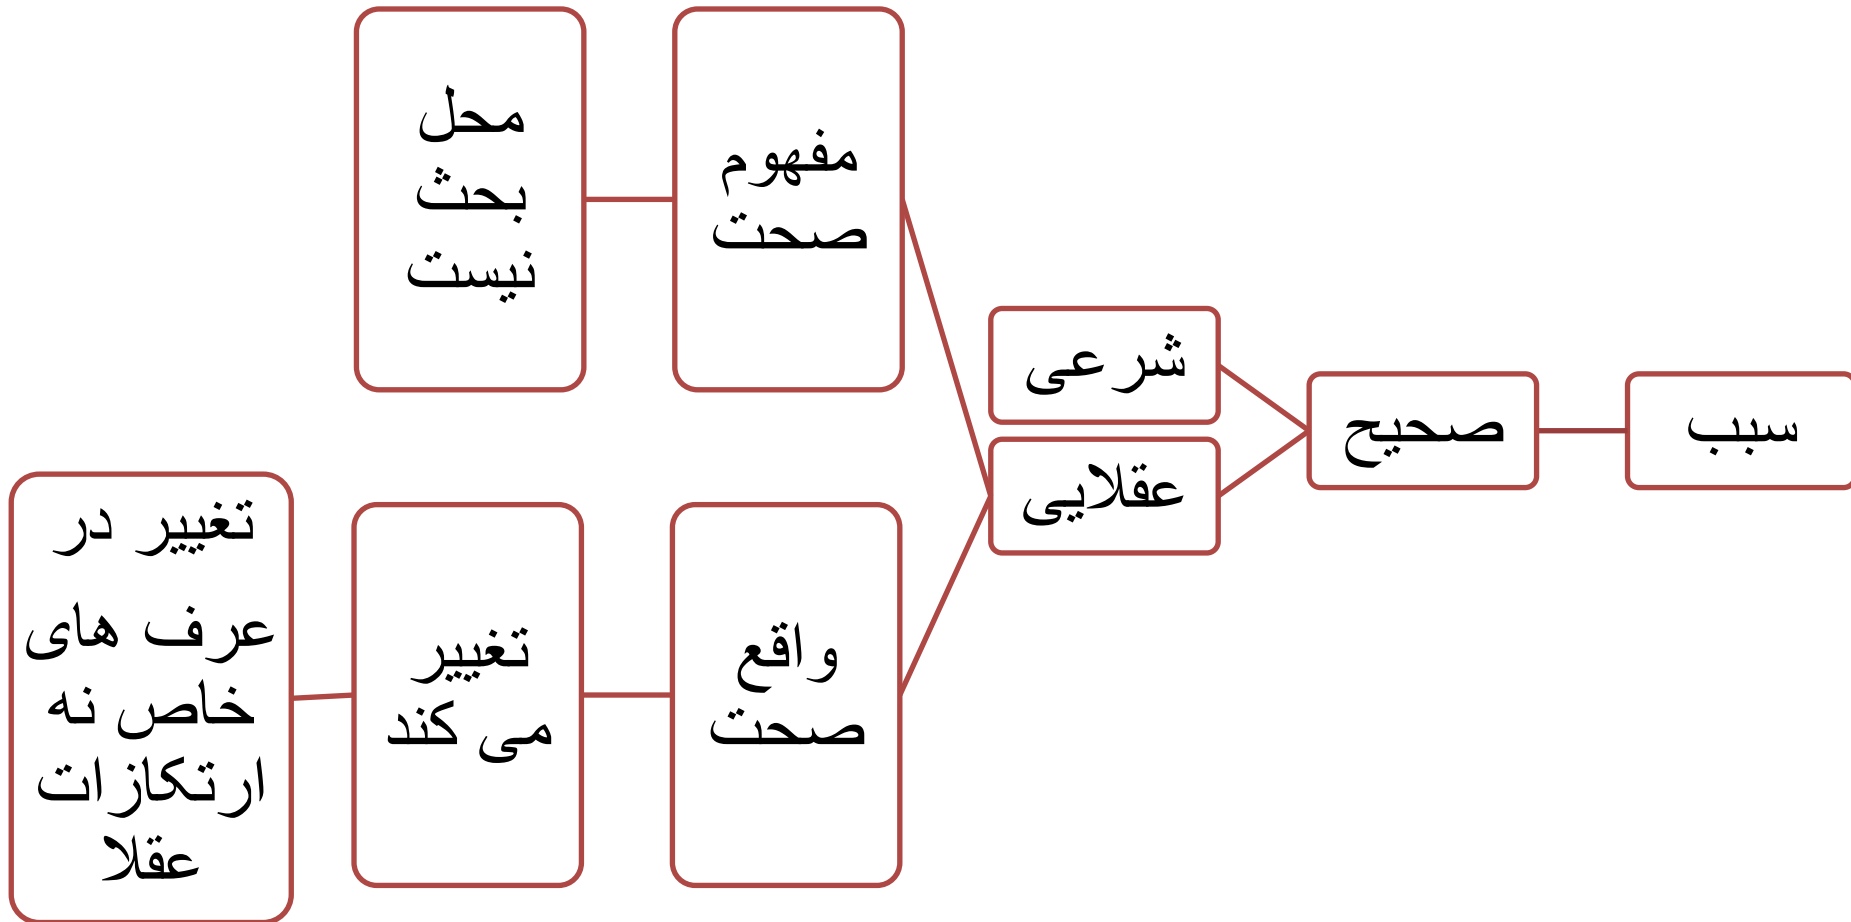 سبب
صحیح
شرعی
عقلایی
مفهوم
صحت
محل
بحث
نیست
واقع
صحت
تغییر
می کند
تغییر در
عرف های
خاص نه
ارتکازات
عقلا